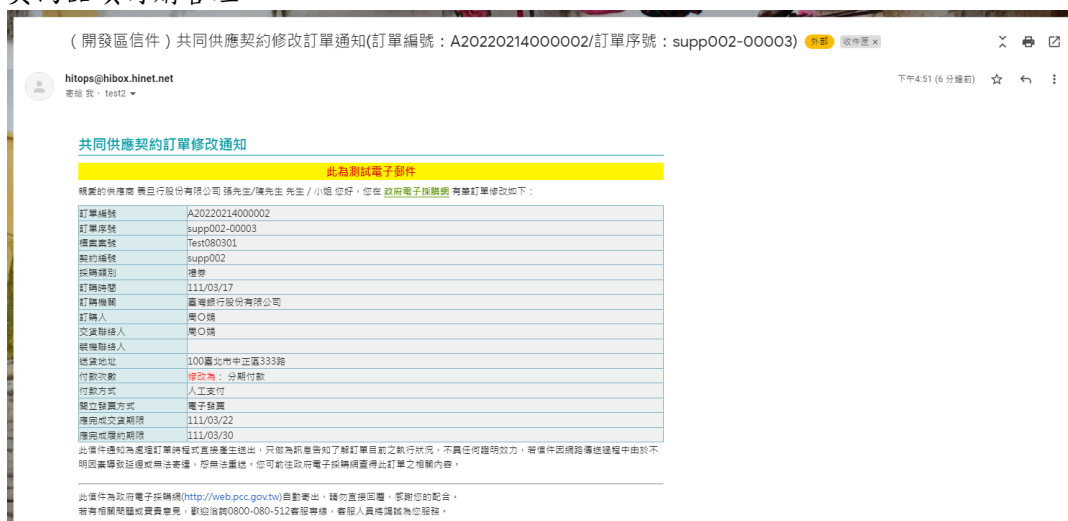 (開發區信件)共同供應契約修改訂單通知(訂單編號:A20220214000002/訂單序號:supp002-00003) 外部 收件匣 x
hitops@hibox.hinet.net
下午4:51 (6 分鐘前)
寄給 我、test2
共同供應契約訂單修改通知
此為測試電子郵件
親愛的供應商 震旦行股份有限公司 張先生/陳先生 先生 / 小姐 您好,您在 政府電子採購網 有筆訂單修改如下:
訂單編號 A20220214000002
訂單序號 supp002-00003
標案案號 Test080301
契約編號 supp002
採購類別 禮券
訂購時間 111/03/17
訂購機關 臺灣銀行股份有限公司
訂購人 周○娟
交貨聯絡人 周○娟
裝機聯絡人
送貨地址 100臺北市中正區333路
付款次數 修改為: 分期付款
付款方式 人工支付
開立發票方式 電子發票
應完成交貨期限 111/03/22
應完成履約期限 111/03/30
此信件通知為處理訂單時程式直接產生送出,只做為訊息告知了解訂單目前之執行狀況,不具任何證明效力,若信件因網路傳送過程中由於不
明因素導致延遲或無法寄達,恕無法重送。您可前往政府電子採購網查得此訂單之相關內容。
此信件為政府電子採購網(http://web.pcc.gov.tw)自動寄出,請勿直接回覆,感謝您的配合。
若有相關問題或寶貴意見,歡迎洽詢0800-080-512客服專線,客服人員將竭誠為您服務。